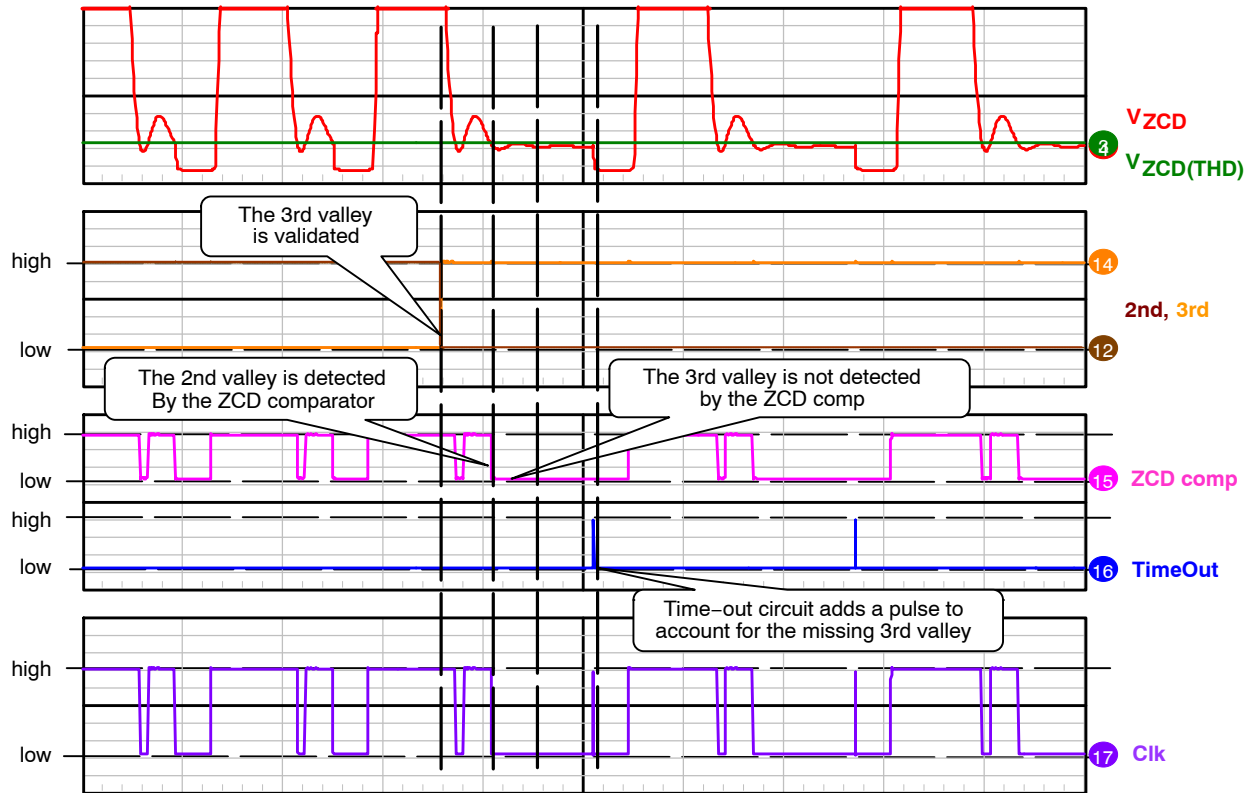 VZCD
3
4
VZCD(THD)
The 3rd valley
is validated
high
14
2nd, 3rd
low
12
The 2nd valley is detected
By the ZCD comparator
The 3rd valley is not detected
by the ZCD comp
high
low
15
ZCD comp
high
low
16
TimeOut
Time−out circuit adds a pulse to
account for the missing 3rd valley
high
low
17
Clk